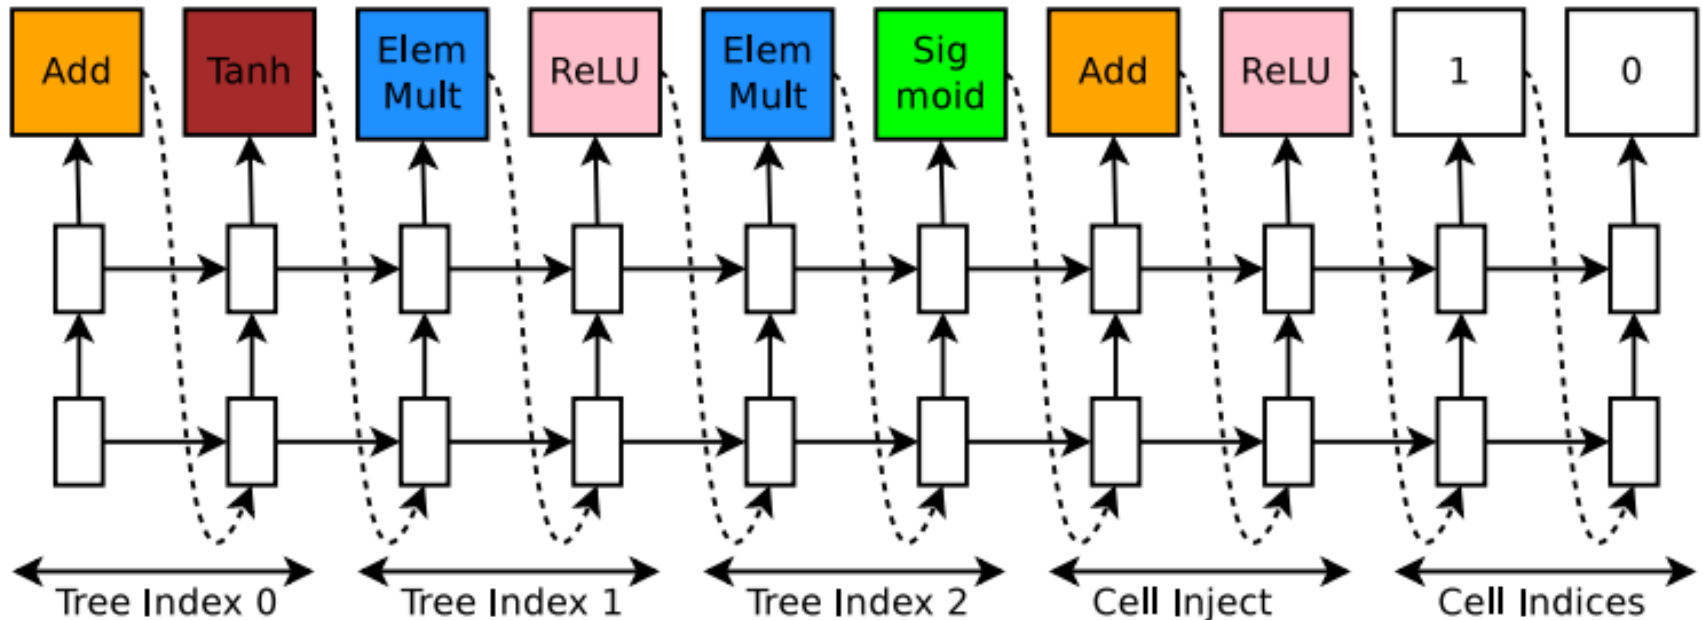 Add
Tanh
Elem
Mult
ReLU
Elem
Mult
Sig
moid
Add
ReLU
1
0
Tree Index 0
Tree Index 1
Tree Index 2
Cell Inject
Cell Indices